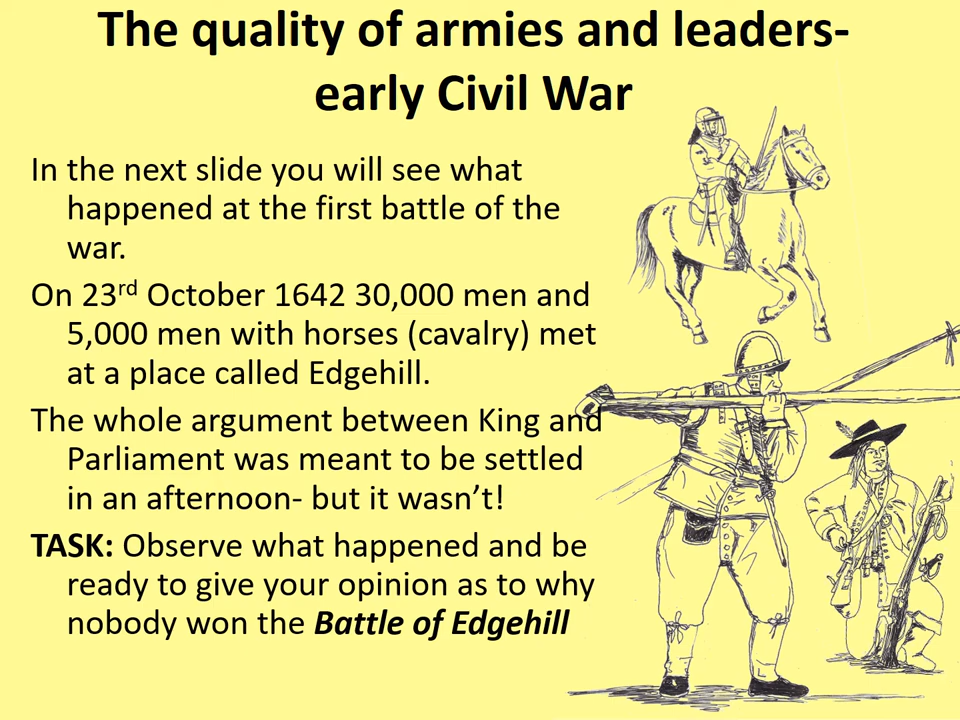 The quality of armies and leaders-
early Civil War
In the next slide you will see what
happened at the first battle of the
war.
On 23rd October 1642 30,000 men and
5,000 men with horses (cavalry) met
at a place called Edgehill.
The whole argument between King and
Parliament was meant to be settled
in an afternoon- but it wasn’t!
TASK: Observe what happened and be
ready to give your opinion as to why
nobody won the Battle of Edgehill